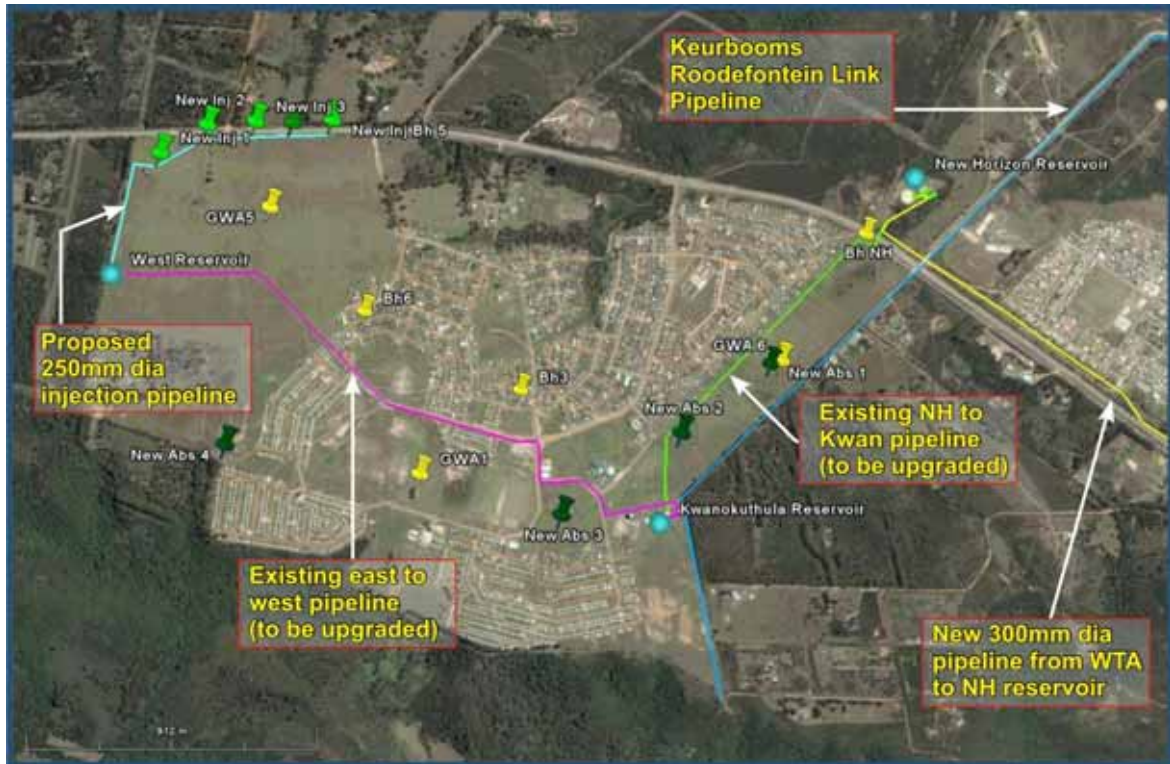 Keurbooms
Roodefontein Link
Pipeline
New Inj 2
New Inj 3
New Inj 1
New Inj Bh 5
New Horizon Reservoir
GWA5
Bh NH
West Reservoir
Bh6
Proposed
250mm dia
injection pipeline
GWA 6
New Abs 1
Bh3
New Abs 2
Existing NH to
Kwan pipeline
(to be upgraded)
New Abs 4
GWA1
New Abs 3
Kwanokuthula Reservoir
Existing east to
west pipeline
(to be upgraded)
New 300mm dia
pipeline from WTA
to NH reservoir